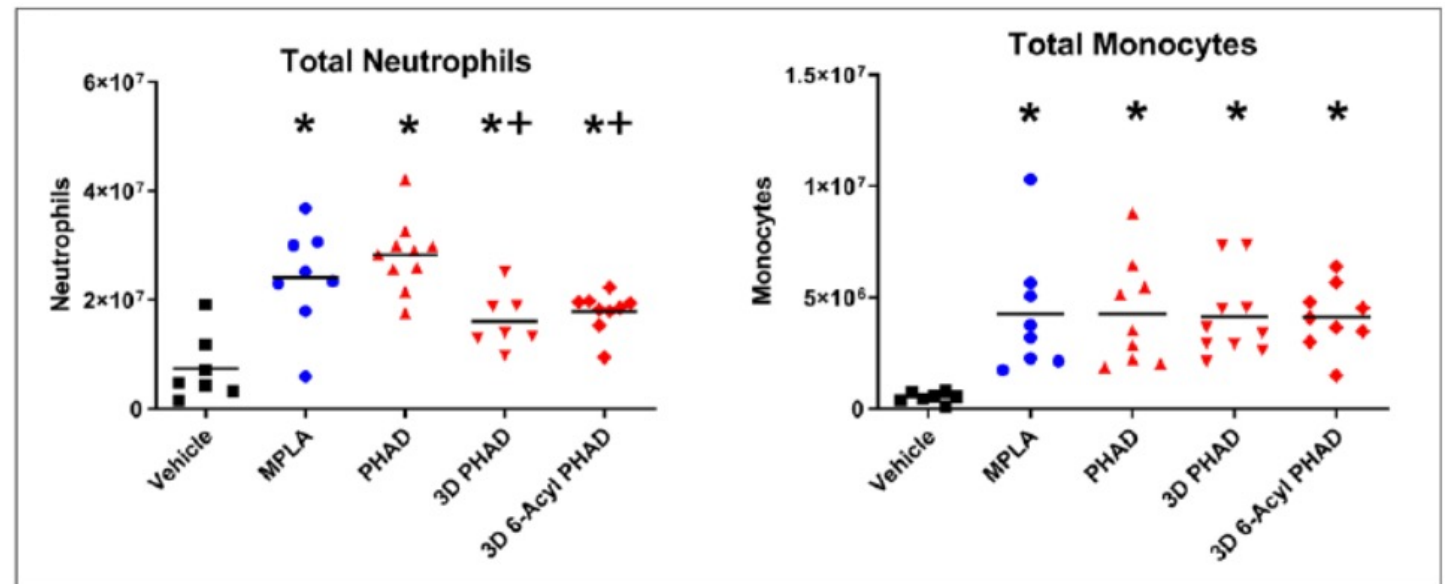 Total Neutrophils
6×10⁷
4×10⁷
2×10⁷
0
Neutrophils
* * *+ *+
Vehicle
MPLA
PHAD
3D PHAD
3D 6-Acyl PHAD
Total Monocytes
1.5×10⁷
1×10⁷
5×10⁶
0
Monocytes
* * * *
Vehicle
MPLA
PHAD
3D PHAD
3D 6-Acyl PHAD